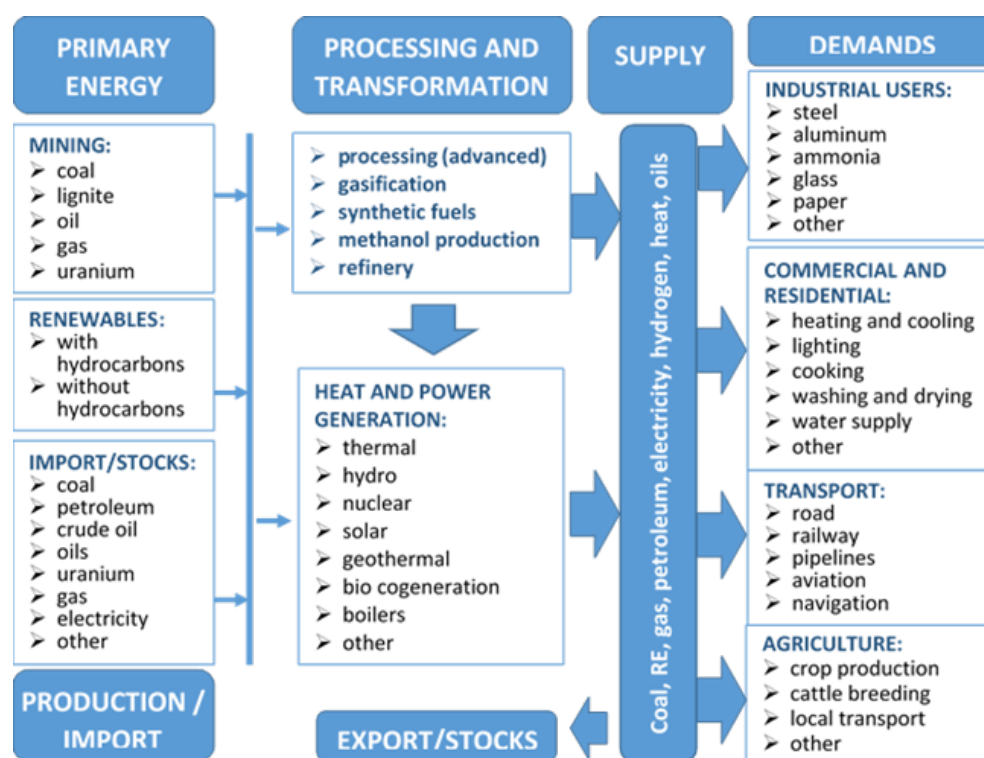 PRIMARY
ENERGY
MINING:
coal
lignite
oil
gas
uranium
RENEWABLES:
with
hydrocarbons
without
hydrocarbons
IMPORT/STOCKS:
coal
petroleum
crude oil
oils
uranium
gas
electricity
other
PRODUCTION /
IMPORT
PROCESSING AND
TRANSFORMATION
processing (advanced)
gasification
synthetic fuels
methanol production
refinery
HEAT AND POWER
GENERATION:
thermal
hydro
nuclear
solar
geothermal
bio cogeneration
boilers
other
EXPORT/STOCKS
SUPPLY
Coal, RE, gas, petroleum, electricity, hydrogen, heat, oils
DEMANDS
INDUSTRIAL USERS:
steel
aluminum
ammonia
glass
paper
other
COMMERCIAL AND
RESIDENTIAL:
heating and cooling
lighting
cooking
washing and drying
water supply
other
TRANSPORT:
road
railway
pipelines
aviation
navigation
AGRICULTURE:
crop production
cattle breeding
local transport
other